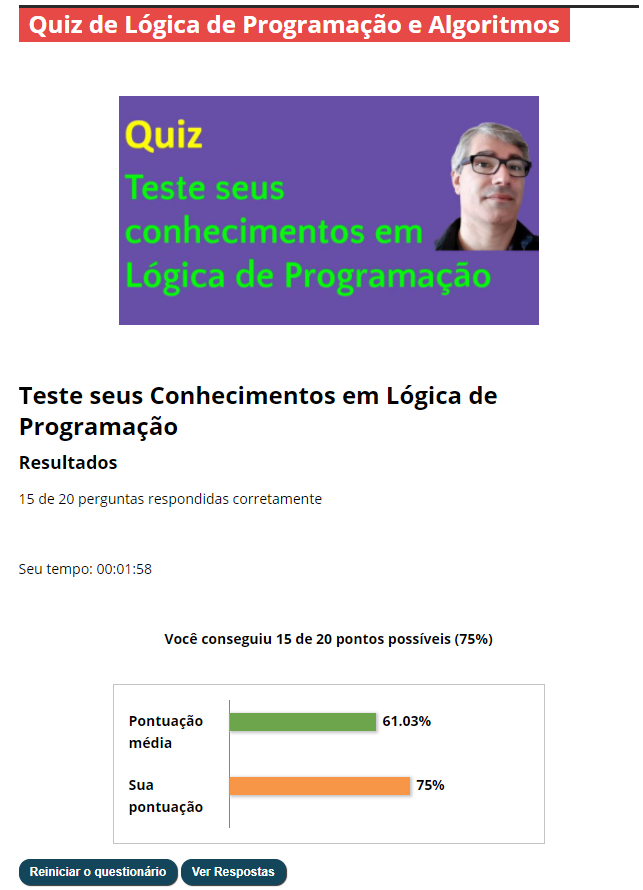 Quiz de Lógica de Programação e Algoritmos
Quiz
Teste seus
conhecimentos em
Lógica de Programação
Teste seus Conhecimentos em Lógica de
Programação
Resultados
15 de 20 perguntas respondidas corretamente
Seu tempo: 00:01:58
Você conseguiu 15 de 20 pontos possíveis (75%)
Pontuação
média
61.03%
Sua
pontuação
75%
Reiniciar o questionário
Ver Respostas